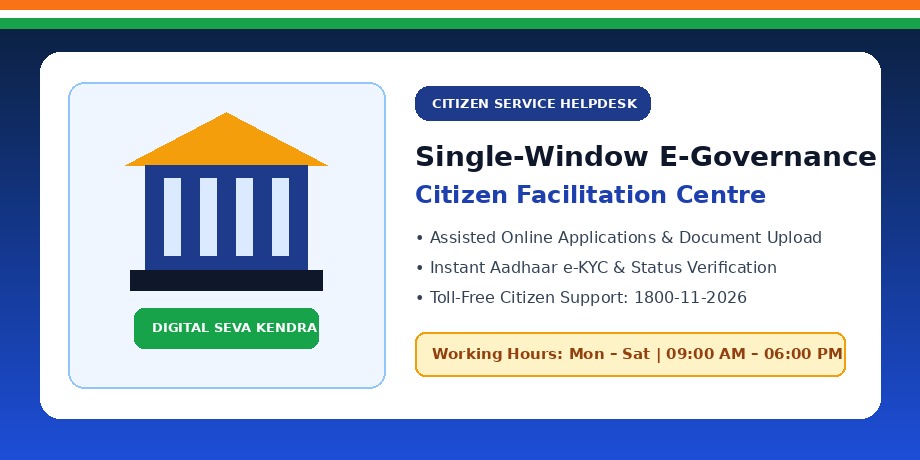 CITIZEN SERVICE HELPDESK
Single-Window E-Governance
Citizen Facilitation Centre
• Assisted Online Applications & Document Upload
• Instant Aadhaar e-KYC & Status Verification
• Toll-Free Citizen Support: 1800-11-2026
DIGITAL SEVA KENDRA
Working Hours: Mon – Sat | 09:00 AM – 06:00 PM